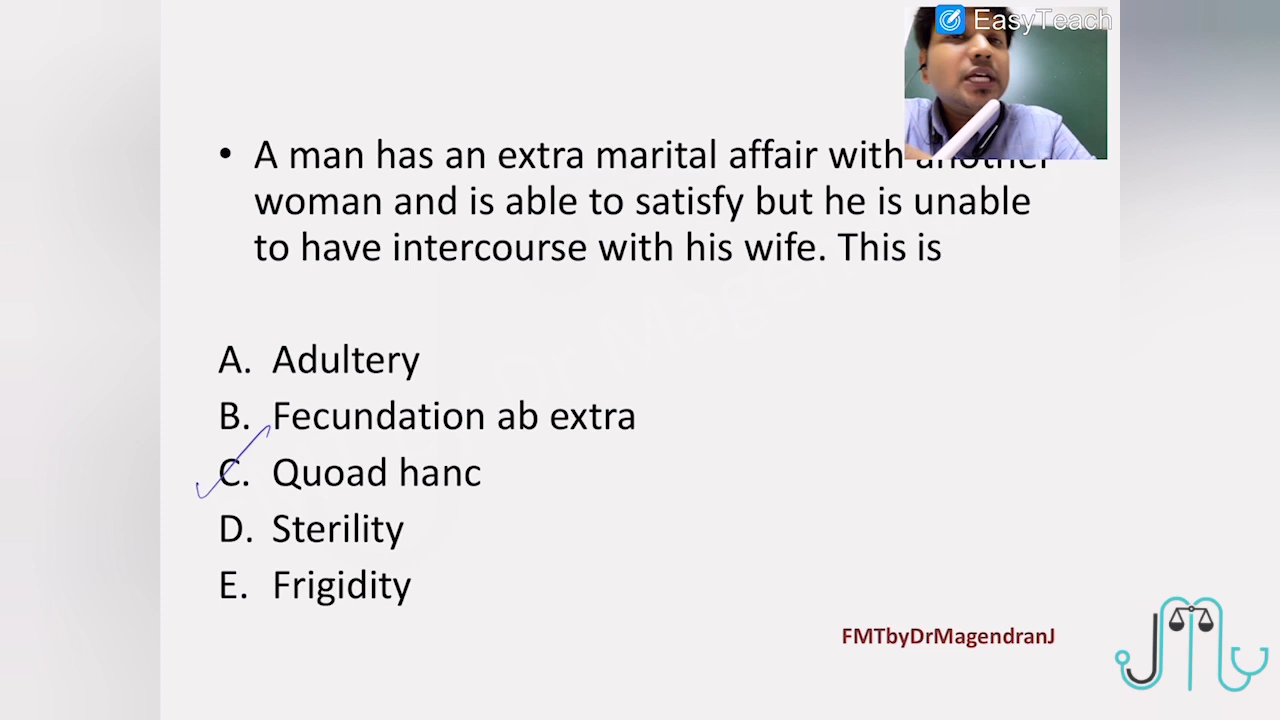 EasyTeach
• A man has an extra marital affair with another
woman and is able to satisfy but he is unable
to have intercourse with his wife. This is
A. Adultery
B. Fecundation ab extra
C. Quoad hanc
D. Sterility
E. Frigidity
FMTbyDrMagendranJ